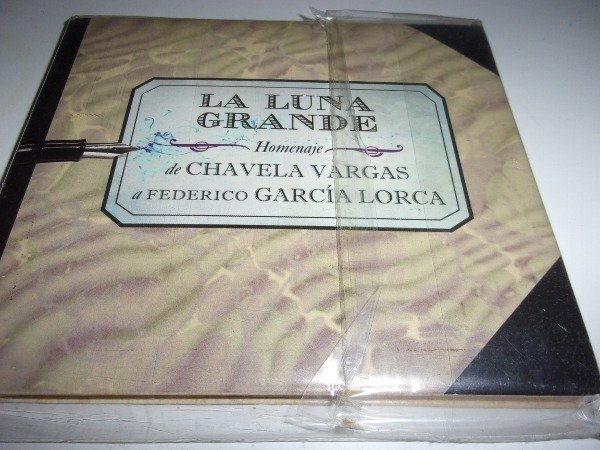 LA LUNA
GRANDE
Homenaje
de CHAVELA VARGAS
a FEDERICO GARCÍA LORCA